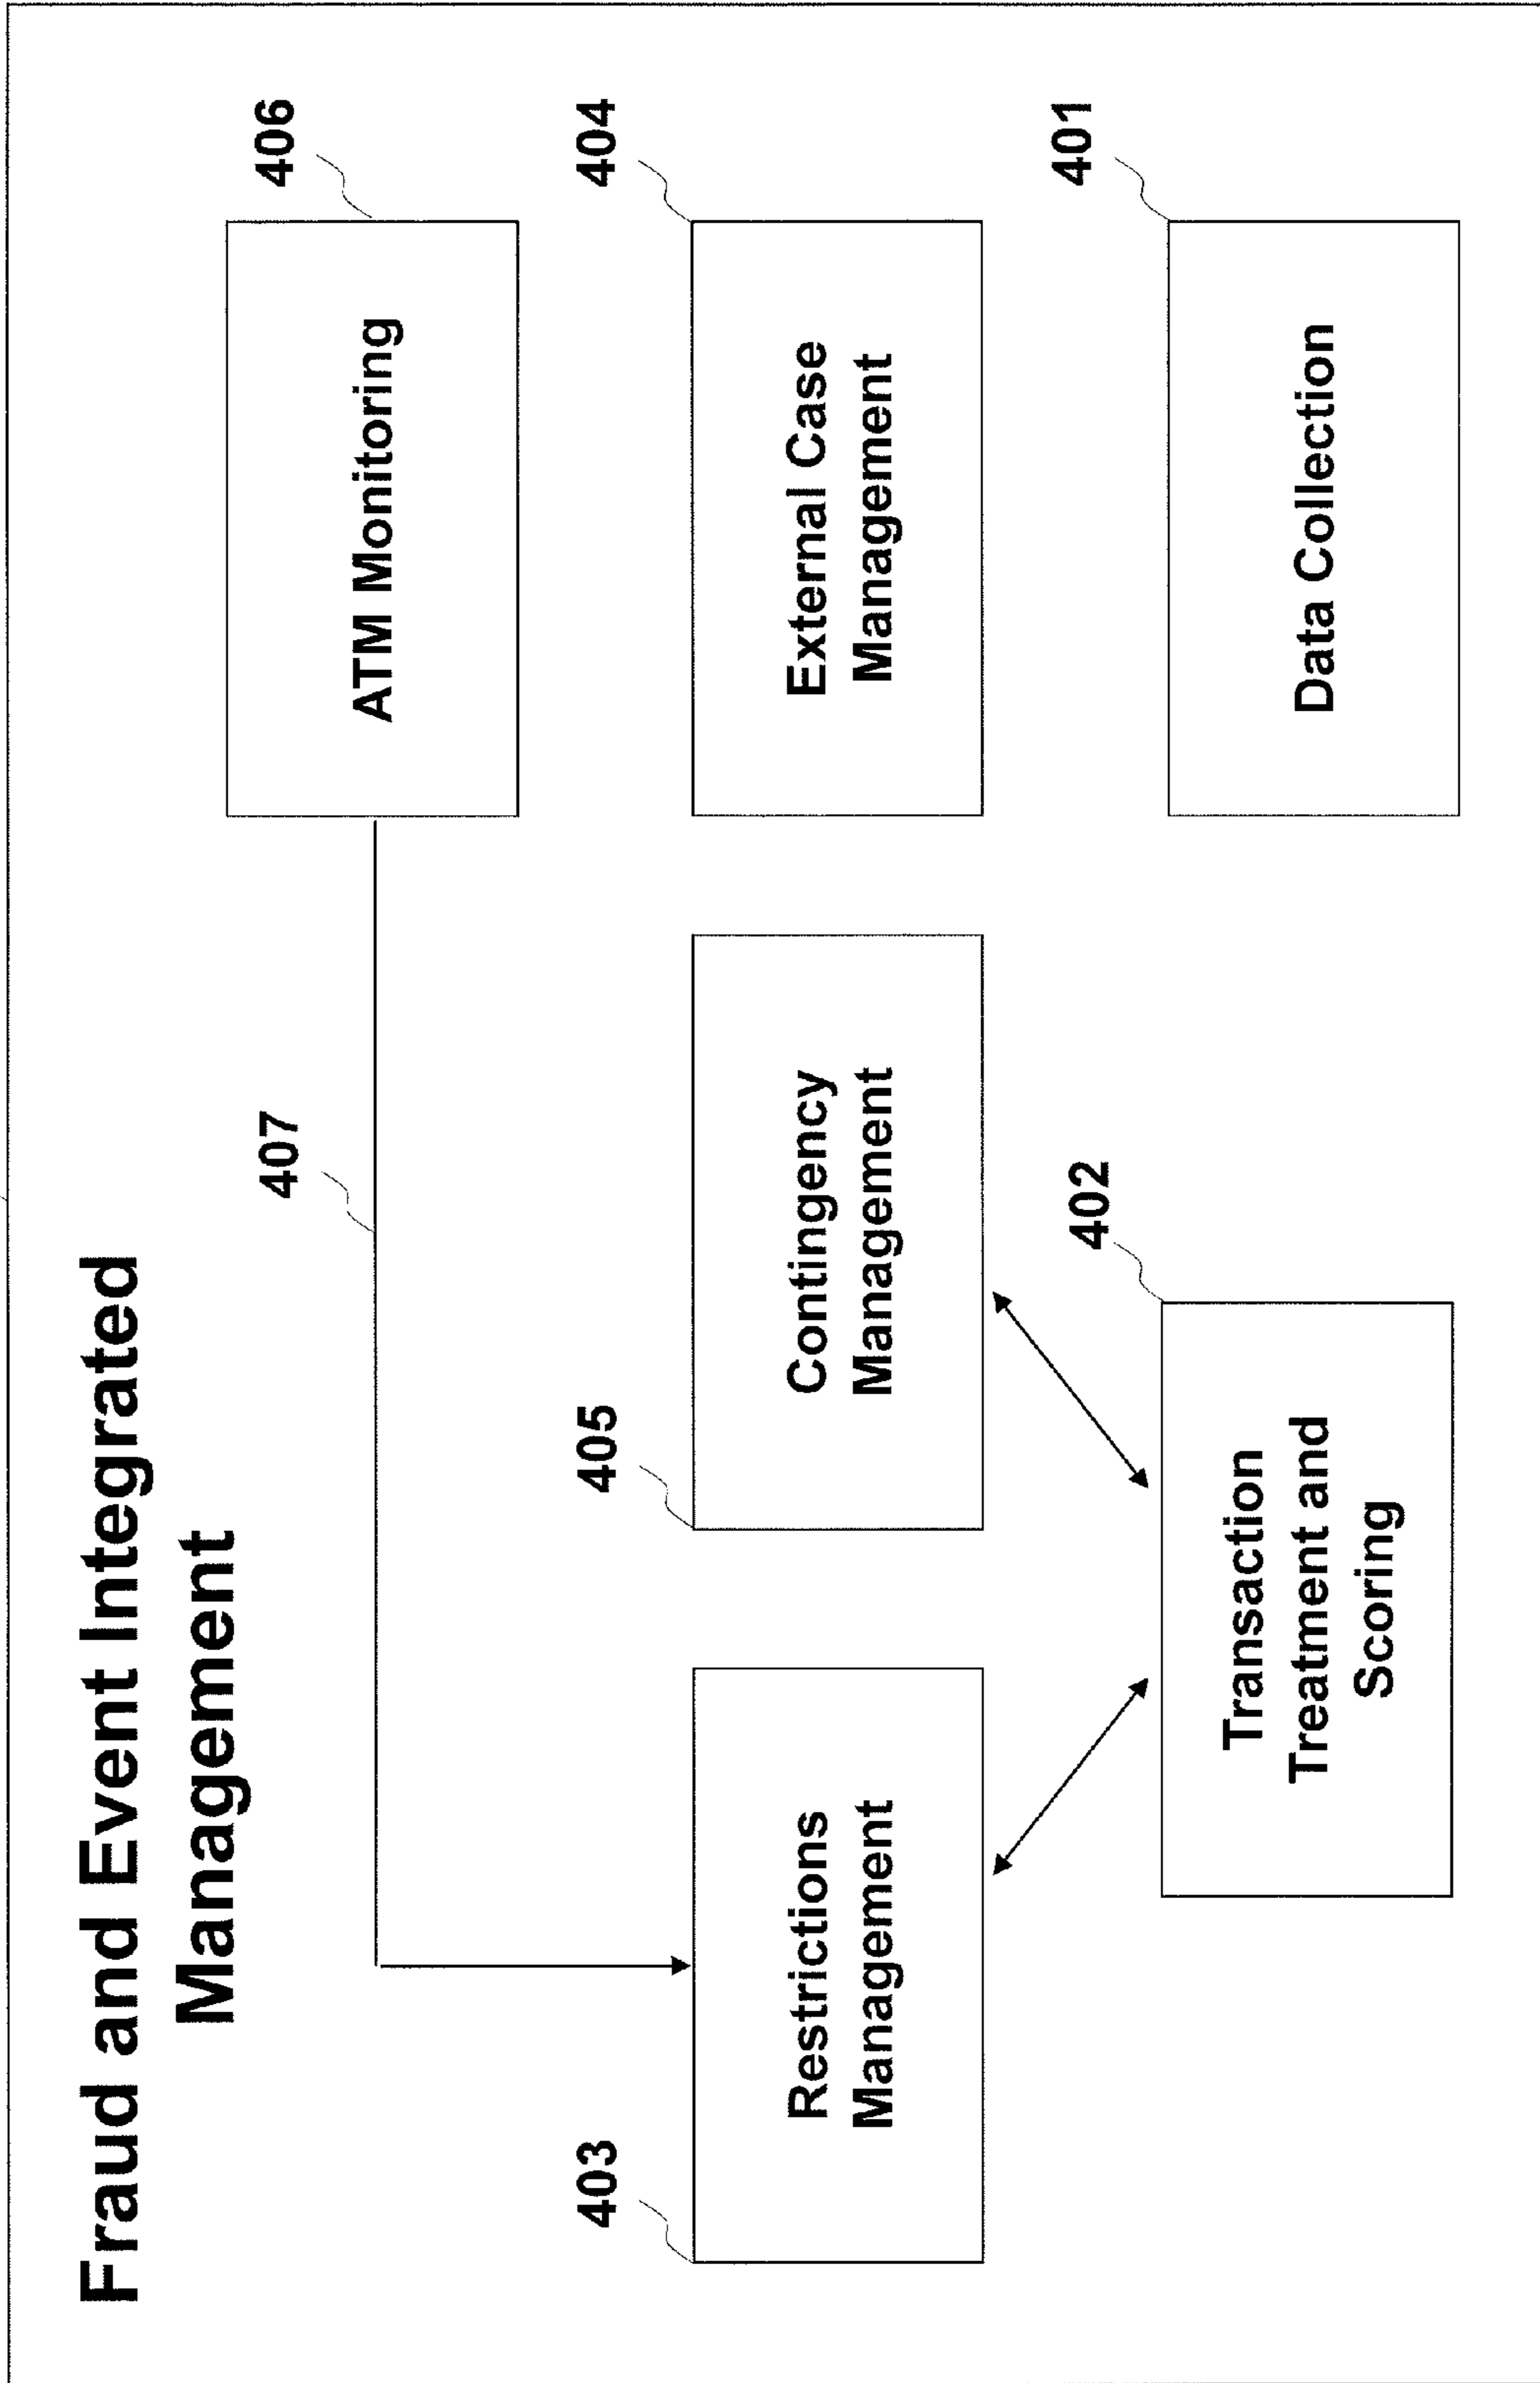 Fraud and Event Integrated
Management
407
406
ATM Monitoring
403
Restrictions
Management
405
Contingency
Management
404
External Case
Management
402
Transaction
Treatment and
Scoring
401
Data Collection